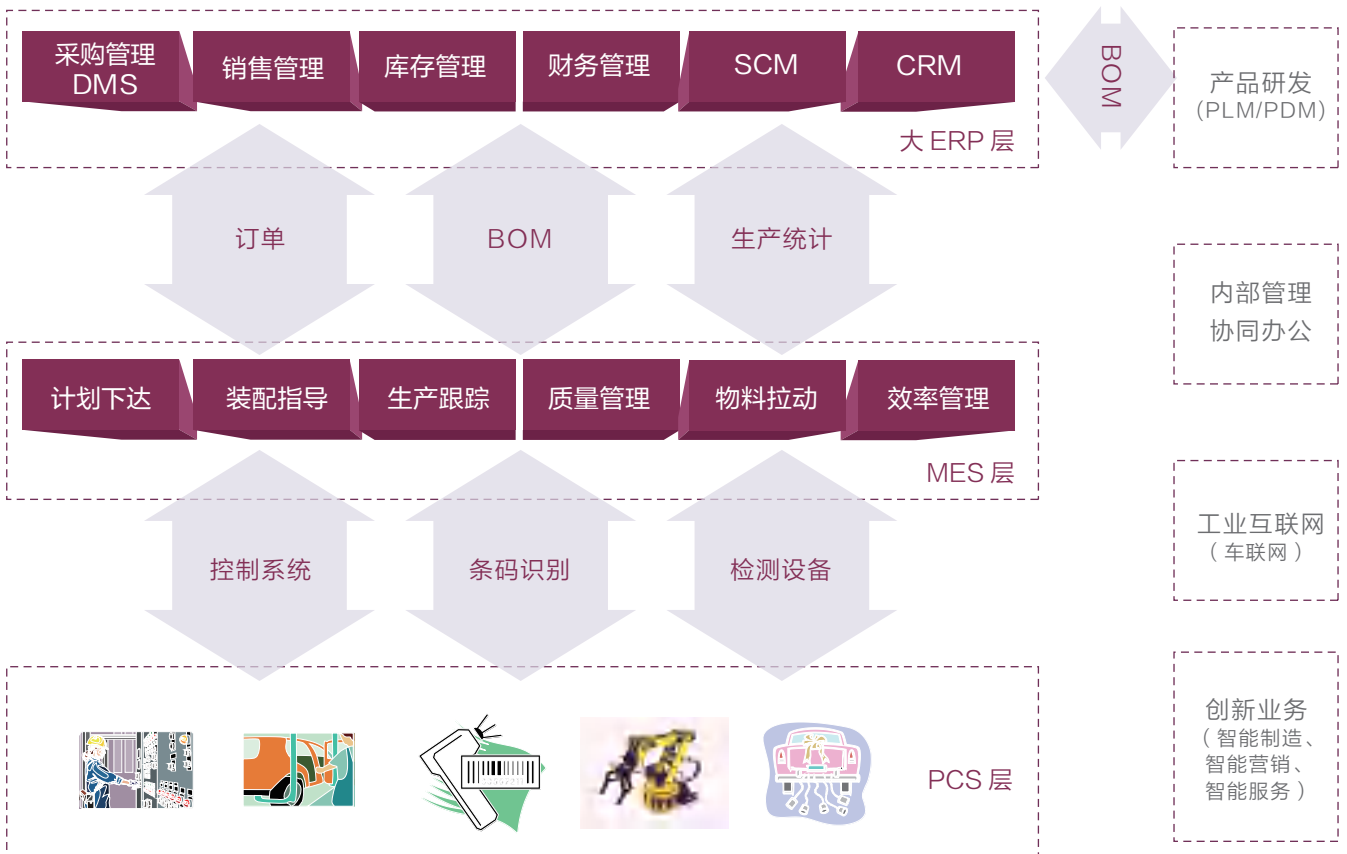 采购管理
DMS
销售管理
库存管理
财务管理
SCM
CRM
大 ERP 层
BOM
产品研发
(PLM/PDM)
订单
BOM
生产统计
内部管理
协同办公
计划下达
装配指导
生产跟踪
质量管理
物料拉动
效率管理
MES 层
工业互联网
（ 车联网 ）
控制系统
条码识别
检测设备
PCS 层
创新业务
（ 智能制造、
智能营销、
智能服务 ）